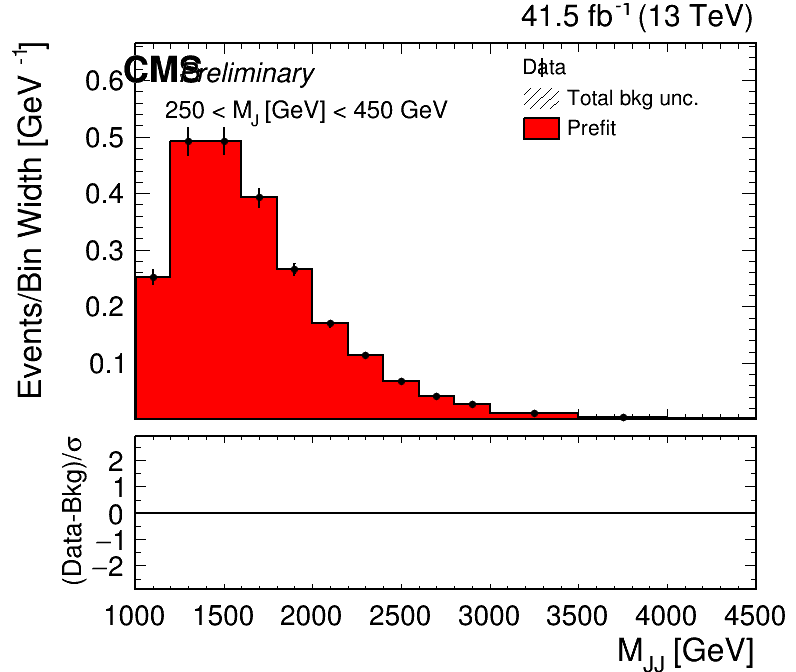 41.5 fb⁻¹ (13 TeV)
CMS Preliminary
250 < M_J [GeV] < 450 GeV
Data
Total bkg unc.
Prefit
Events/Bin Width [GeV⁻¹]
0.6
0.5
0.4
0.3
0.2
0.1
(Data-Bkg)/σ
2
1
0
−1
−2
1000 1500 2000 2500 3000 3500 4000 4500
M_JJ [GeV]